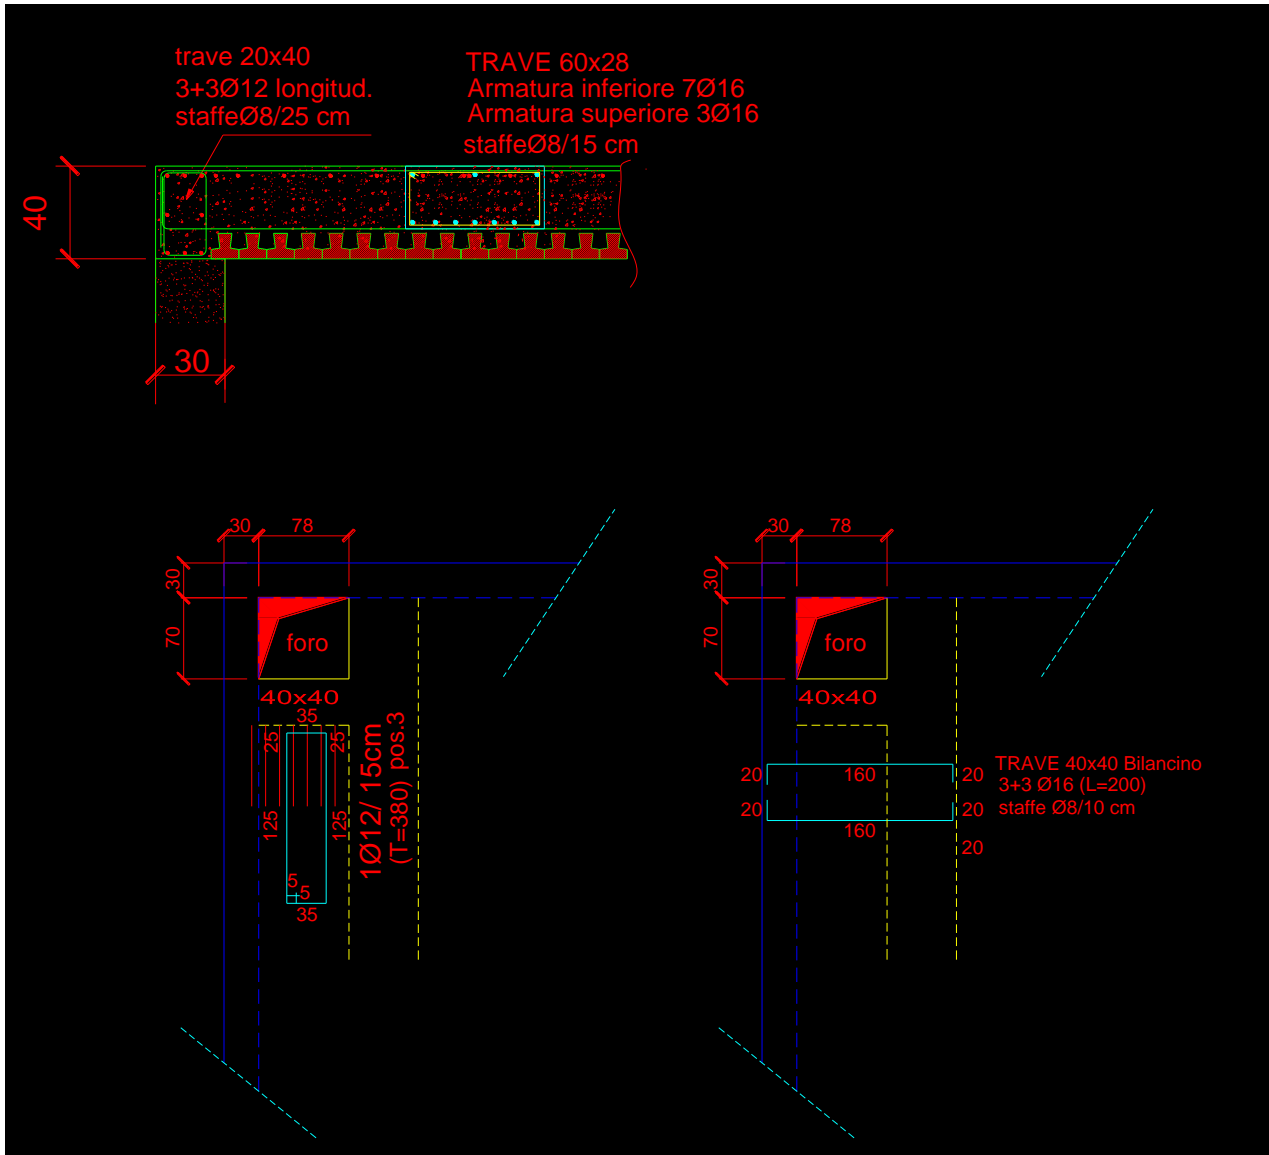 trave 20x40
3+3Ø12 longitud.
staffeØ8/25 cm
TRAVE 60x28
Armatura inferiore 7Ø16
Armatura superiore 3Ø16
staffeØ8/15 cm
40
30
30
78
30
70
foro
40x40
35
25
25
125
125
5
5
35
1Ø12/ 15cm
(T=380) pos.3
30
78
30
70
foro
40x40
20
160
20
20
160
20
20
TRAVE 40x40 Bilancino
3+3 Ø16 (L=200)
staffe Ø8/10 cm